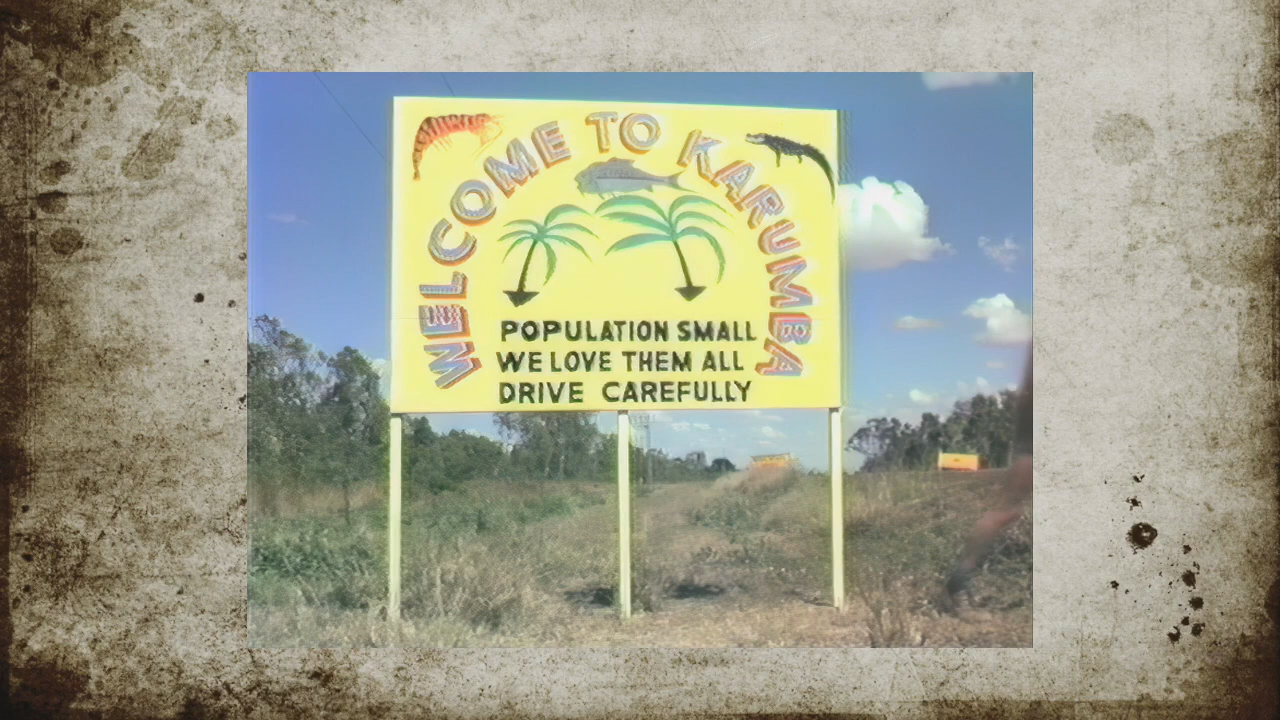 WELCOME TO KARUMBA
POPULATION SMALL
WE LOVE THEM ALL
DRIVE CAREFULLY